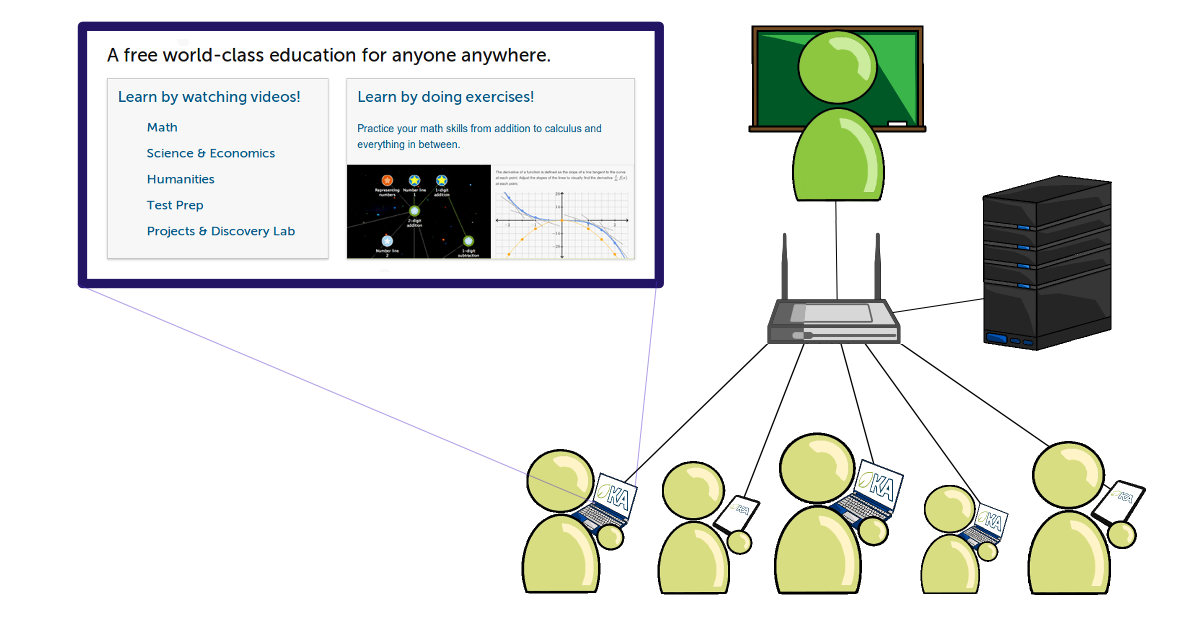 A free world-class education for anyone anywhere.
Learn by watching videos!
Math
Science & Economics
Humanities
Test Prep
Projects & Discovery Lab
Learn by doing exercises!
Practice your math skills from addition to calculus and
everything in between.
Representing
numbers
Number line
1
1-digit
addition
2-digit
addition
Number line
2
1-digit
subtraction
The derivative of a function is defined as the slope of a line tangent to the curve
at each point. Adjust the slopes of the lines to visually find the derivative
at each point.
KA
KA
KA
KA
KA